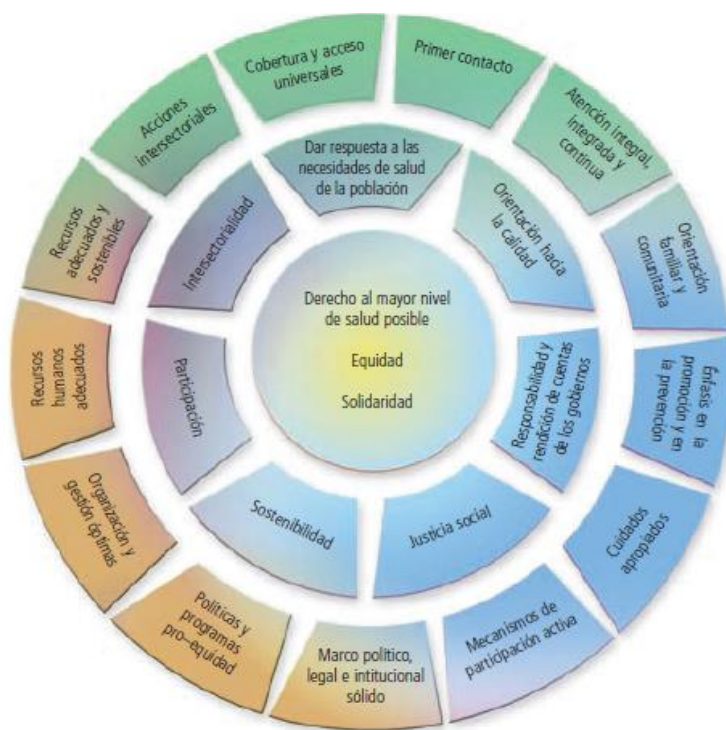 Cobertura y acceso
universales
Primer contacto
Atención integral,
Integrada y
continua
Orientación
familiar y
comunitaria
Énfasis en la
promoción y en
la prevención
Cuidados
apropiados
Mecanismos de
participación activa
Marco político,
legal e intitucional
sólido
Políticas y
programas
pro–equidad
Organización y
gestión óptimas
Recursos
humanos
adecuados
Recursos
adecuados y
sostenibles
Acciones
intersectoriales
Dar respuesta a las
necesidades de salud
de la población
Orientación hacia
la calidad
Responsabilidad y
rendición de cuentas
de los gobiernos
Justicia social
Sostenibilidad
Participación
Intersectorialidad
Derecho al mayor nivel
de salud posible
Equidad
Solidaridad